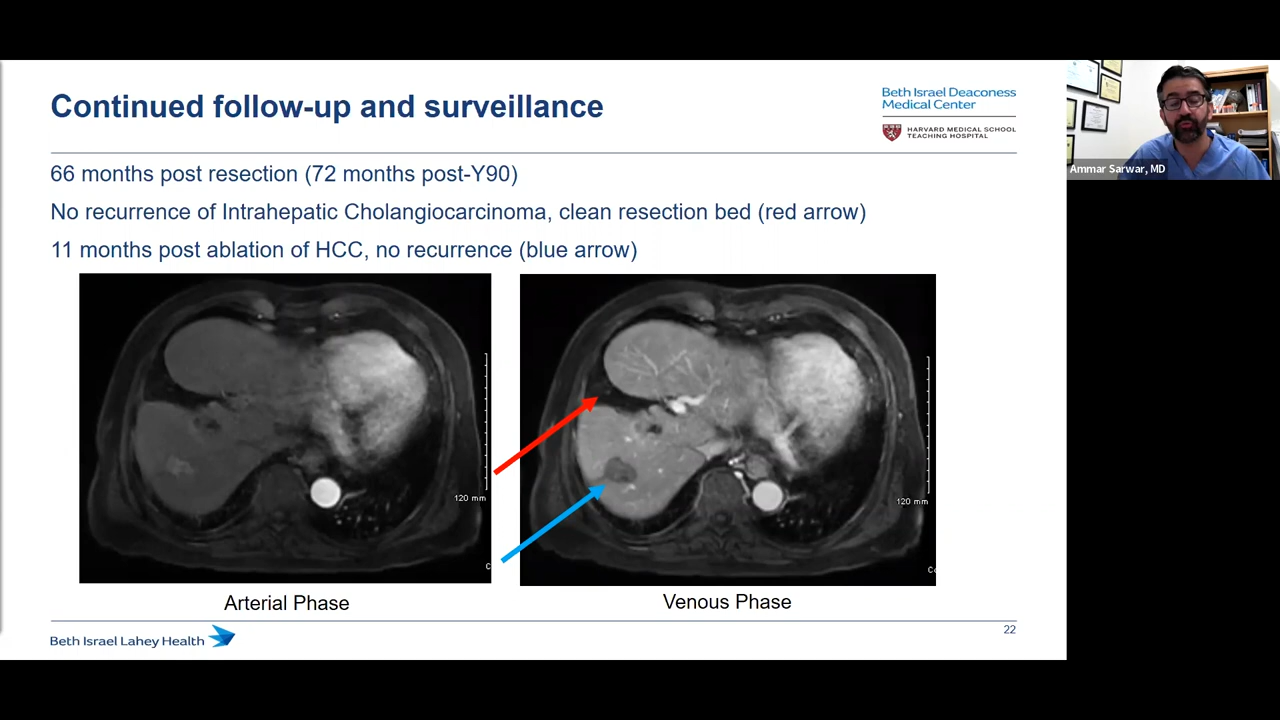 Continued follow-up and surveillance
Beth Israel Deaconess
Medical Center
HARVARD MEDICAL SCHOOL
TEACHING HOSPITAL
Ammar Sarwar, MD
66 months post resection (72 months post-Y90)
No recurrence of Intrahepatic Cholangiocarcinoma, clean resection bed (red arrow)
11 months post ablation of HCC, no recurrence (blue arrow)
120 mm
120 mm
C
Arterial Phase
Venous Phase
Beth Israel Lahey Health
22